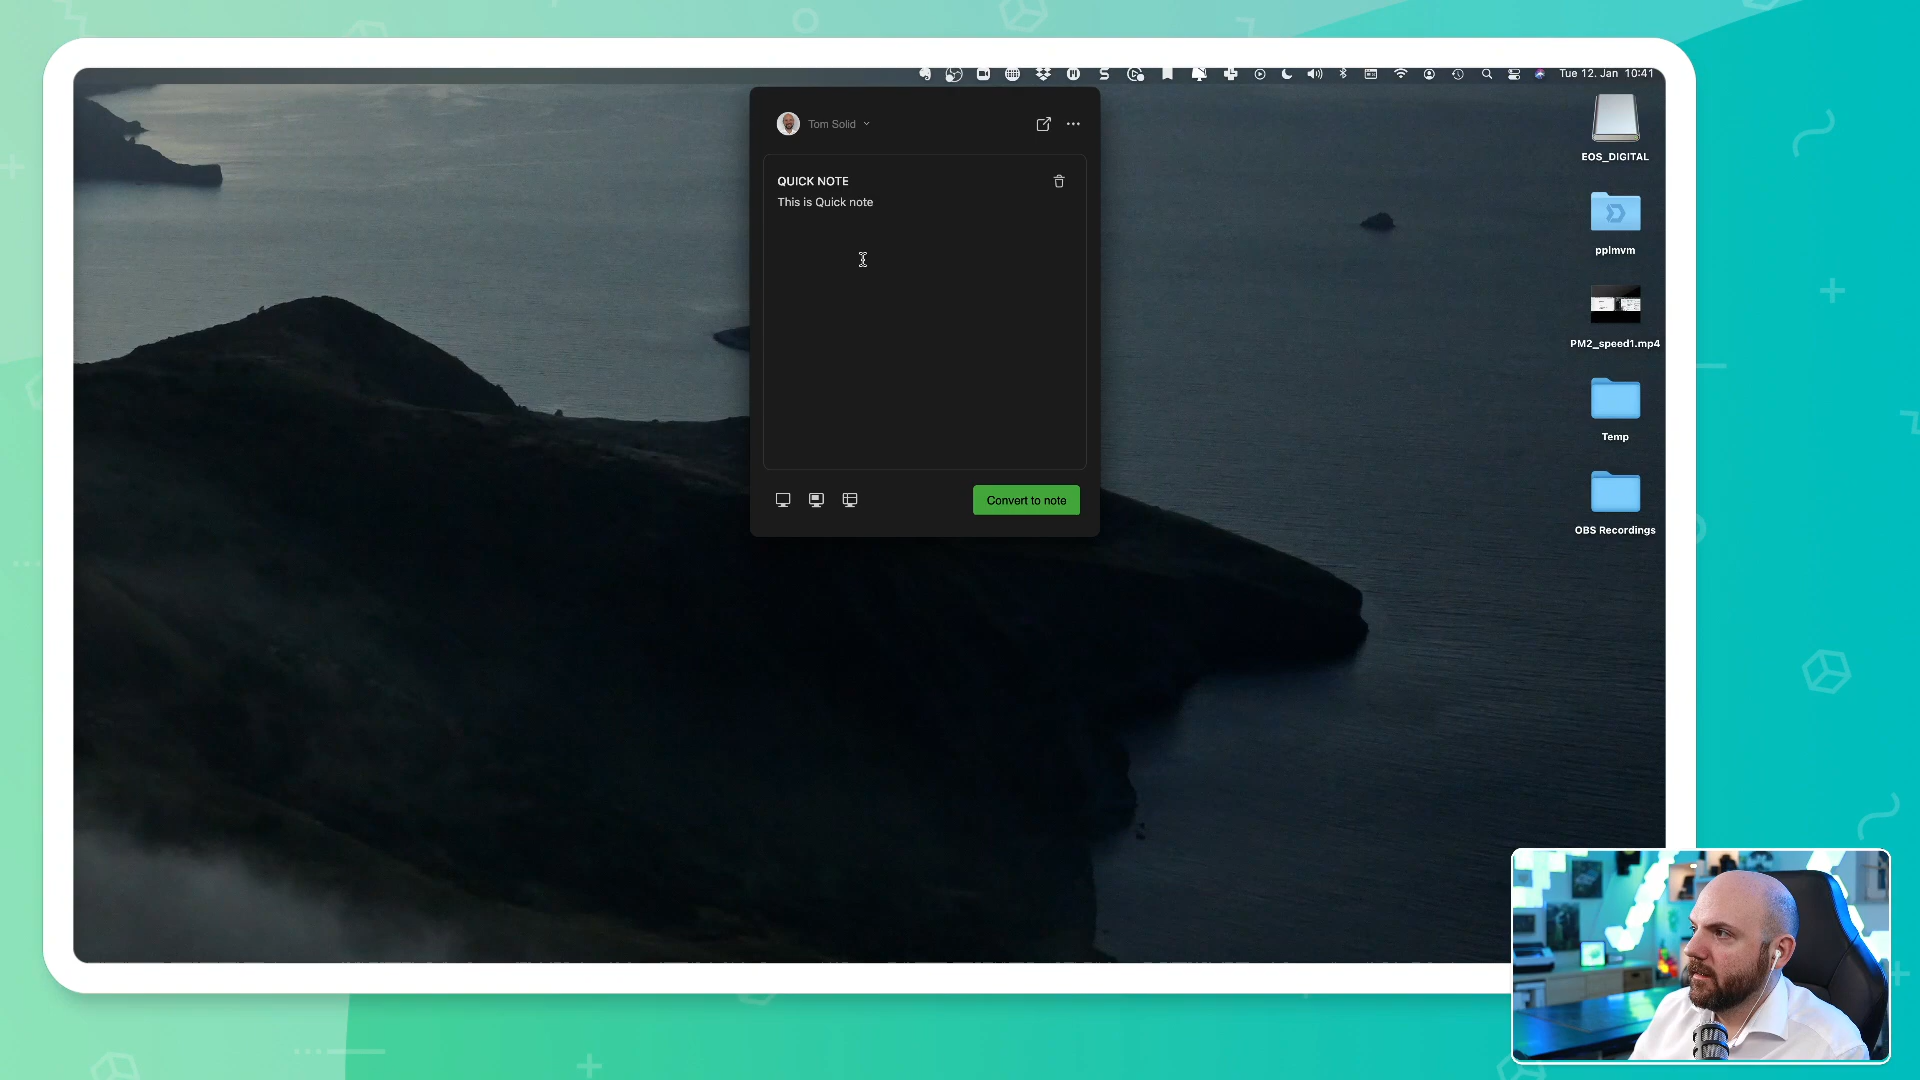 Tue 12. Jan 10:41
Tom Solid
QUICK NOTE
This is Quick note
Convert to note
EOS_DIGITAL
pplmvm
PM2_speed1.mp4
Temp
OBS Recordings